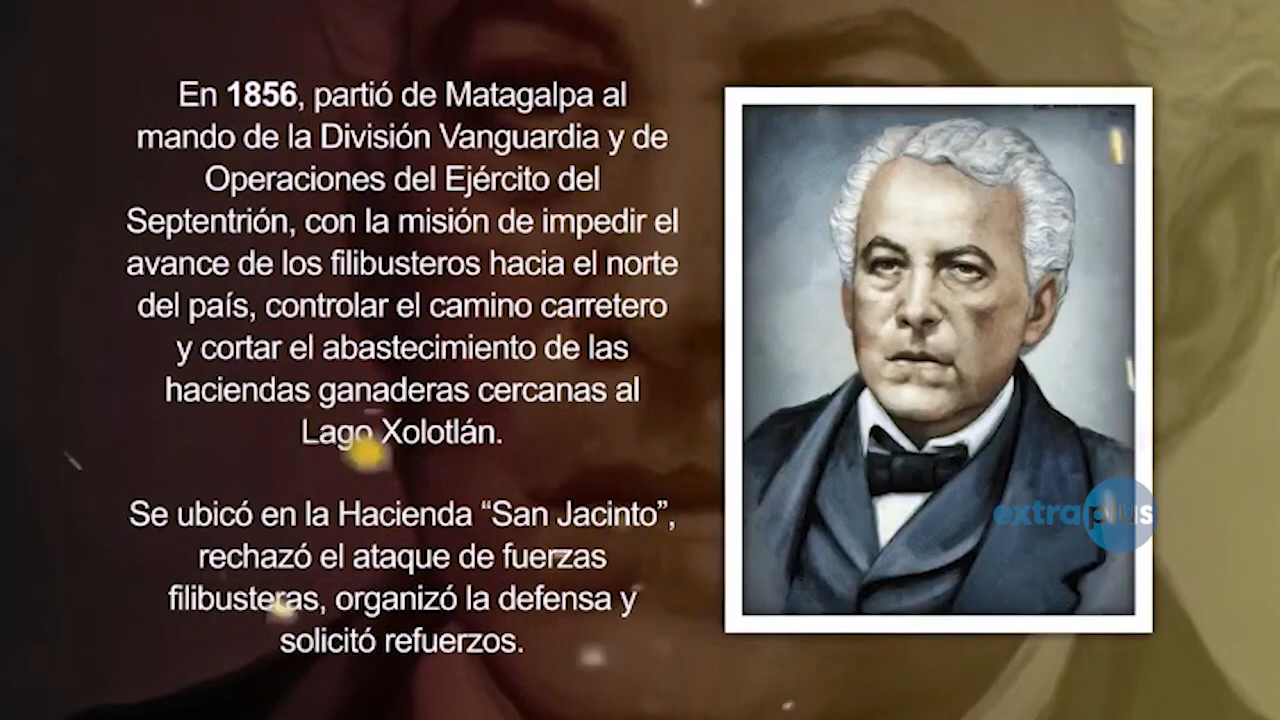 En 1856, partió de Matagalpa al
mando de la División Vanguardia y de
Operaciones del Ejército del
Septentrión, con la misión de impedir el
avance de los filibusteros hacia el norte
del país, controlar el camino carretero
y cortar el abastecimiento de las
haciendas ganaderas cercanas al
Lago Xolotlán.
Se ubicó en la Hacienda “San Jacinto”,
rechazó el ataque de fuerzas
filibusteras, organizó la defensa y
solicitó refuerzos.
extraplus